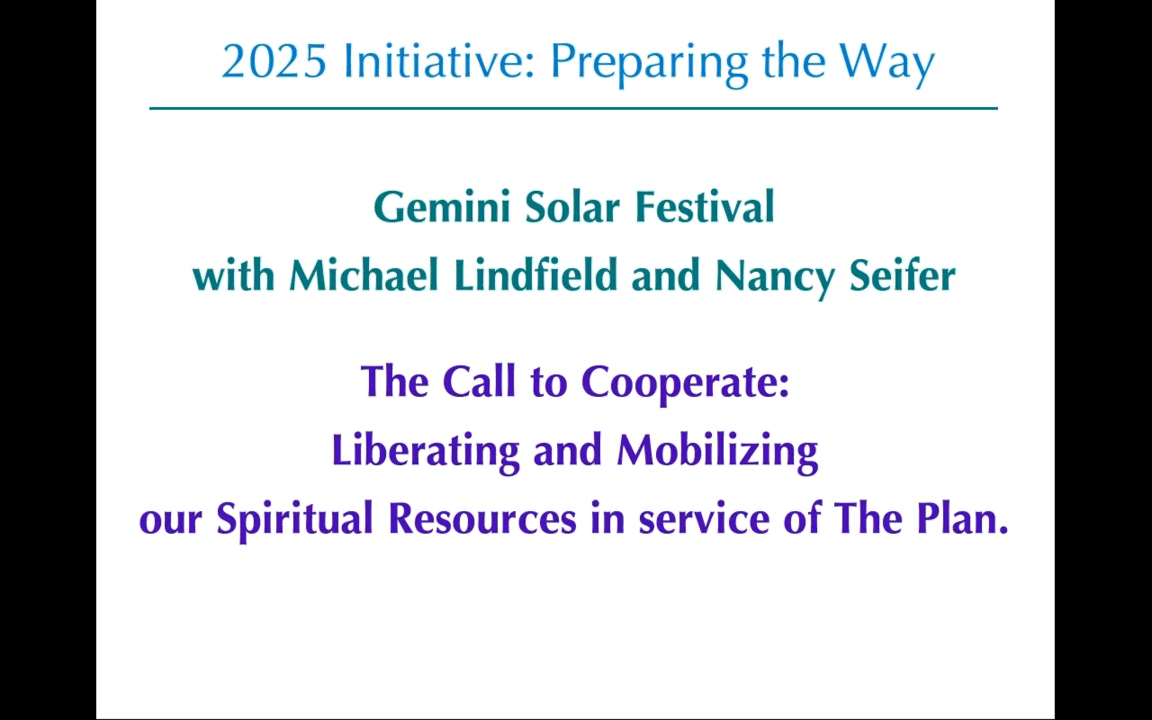 2025 Initiative: Preparing the Way
Gemini Solar Festival
with Michael Lindfield and Nancy Seifer
The Call to Cooperate:
Liberating and Mobilizing
our Spiritual Resources in service of The Plan.